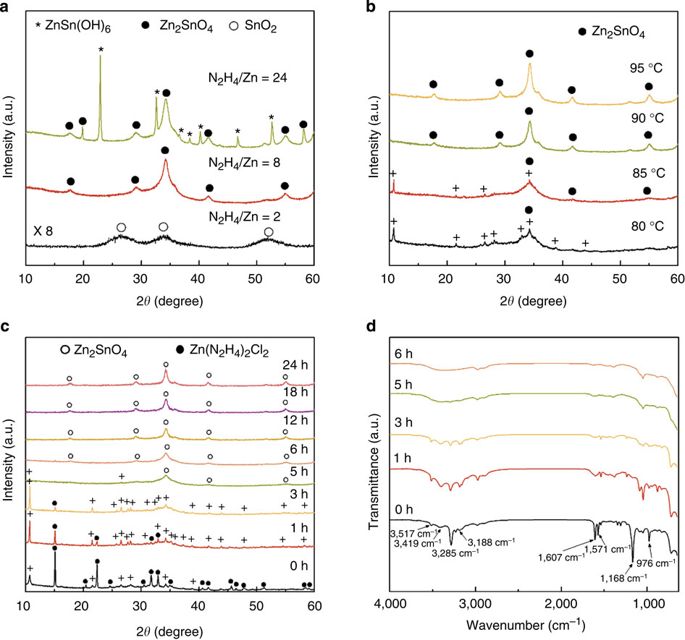 a
* ZnSn(OH)6 ● Zn2SnO4 ○ SnO2
N2H4/Zn = 24
N2H4/Zn = 8
N2H4/Zn = 2
X 8
Intensity (a.u.)
10 20 30 40 50 60
2θ (degree)
b
● Zn2SnO4
95 °C
90 °C
85 °C
80 °C
Intensity (a.u.)
10 20 30 40 50 60
2θ (degree)
c
○ Zn2SnO4 ● Zn(N2H4)2Cl2
24 h
18 h
12 h
6 h
5 h
3 h
1 h
0 h
Intensity (a.u.)
10 20 30 40 50 60
2θ (degree)
d
6 h
5 h
3 h
1 h
0 h
3,517 cm−1
3,419 cm−1
3,285 cm−1
3,188 cm−1
1,607 cm−1
1,571 cm−1
1,168 cm−1
976 cm−1
Transmittance (a.u.)
4,000 3,000 2,000 1,000
Wavenumber (cm−1)